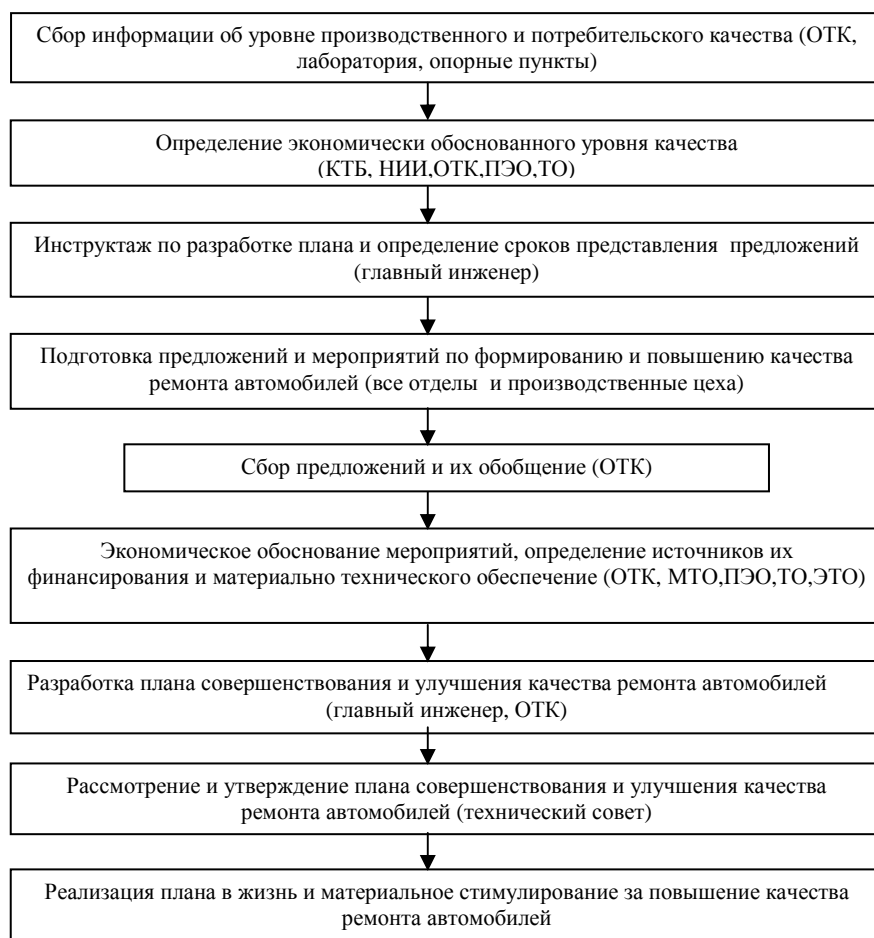 Сбор информации об уровне производственного и потребительского качества (ОТК,
лаборатория, опорные пункты)
Определение экономически обоснованного уровня качества
(КТБ, НИИ,ОТК,ПЭО,ТО)
Инструктаж по разработке плана и определение сроков представления предложений
(главный инженер)
Подготовка предложений и мероприятий по формированию и повышению качества
ремонта автомобилей (все отделы и производственные цеха)
Сбор предложений и их обобщение (ОТК)
Экономическое обоснование мероприятий, определение источников их
финансирования и материально технического обеспечение (ОТК, МТО,ПЭО,ТО,ЭТО)
Разработка плана совершенствования и улучшения качества ремонта автомобилей
(главный инженер, ОТК)
Рассмотрение и утверждение плана совершенствования и улучшения качества
ремонта автомобилей (технический совет)
Реализация плана в жизнь и материальное стимулирование за повышение качества
ремонта автомобилей